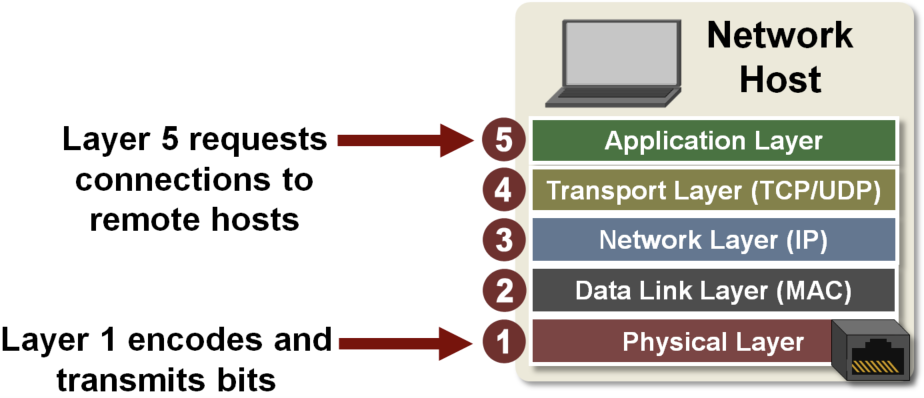 Network
Host
Layer 5 requests
connections to
remote hosts
5
Application Layer
4
Transport Layer (TCP/UDP)
3
Network Layer (IP)
2
Data Link Layer (MAC)
Layer 1 encodes and
transmits bits
1
Physical Layer